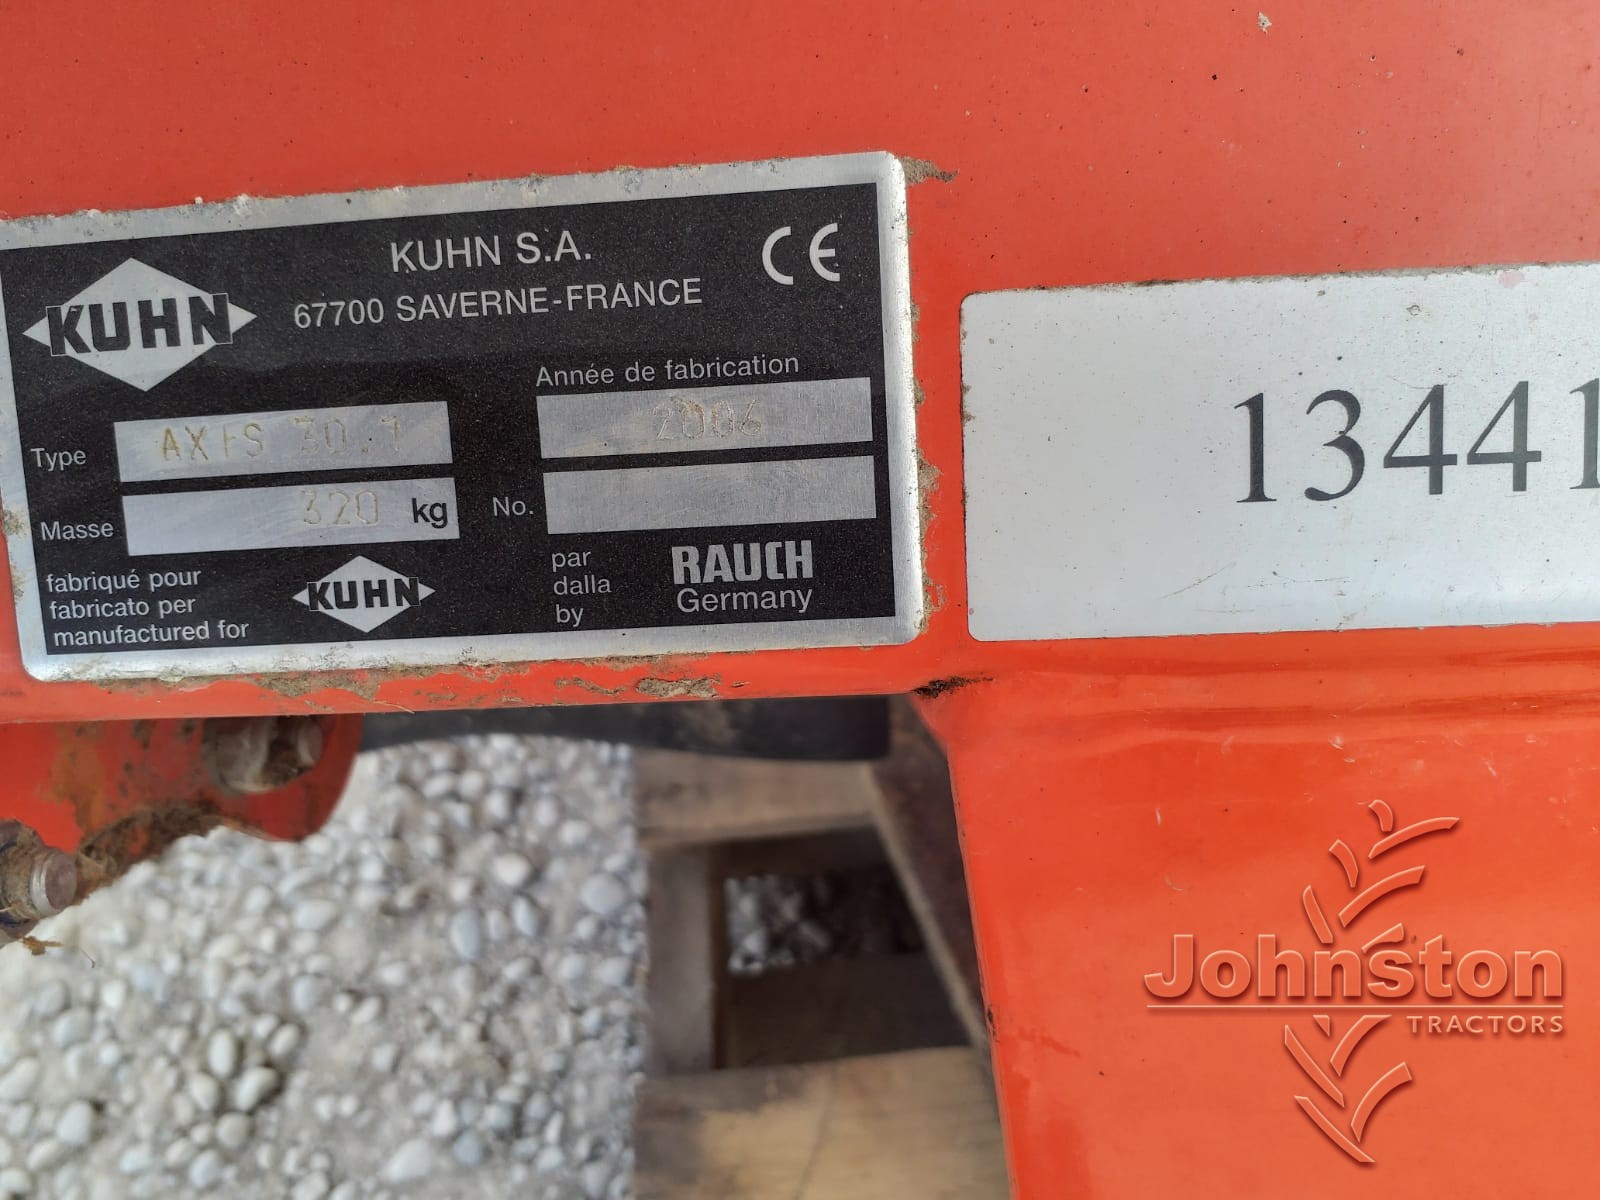 KUHN
KUHN S.A.
67700 SAVERNE-FRANCE
CE
Année de fabrication
2006
Type AXIS 30.1
Masse 320 kg
No.
fabriqué pour
fabricato per
manufactured for
KUHN
par
dalla
by
RAUCH
Germany
13441
Johnston
TRACTORS